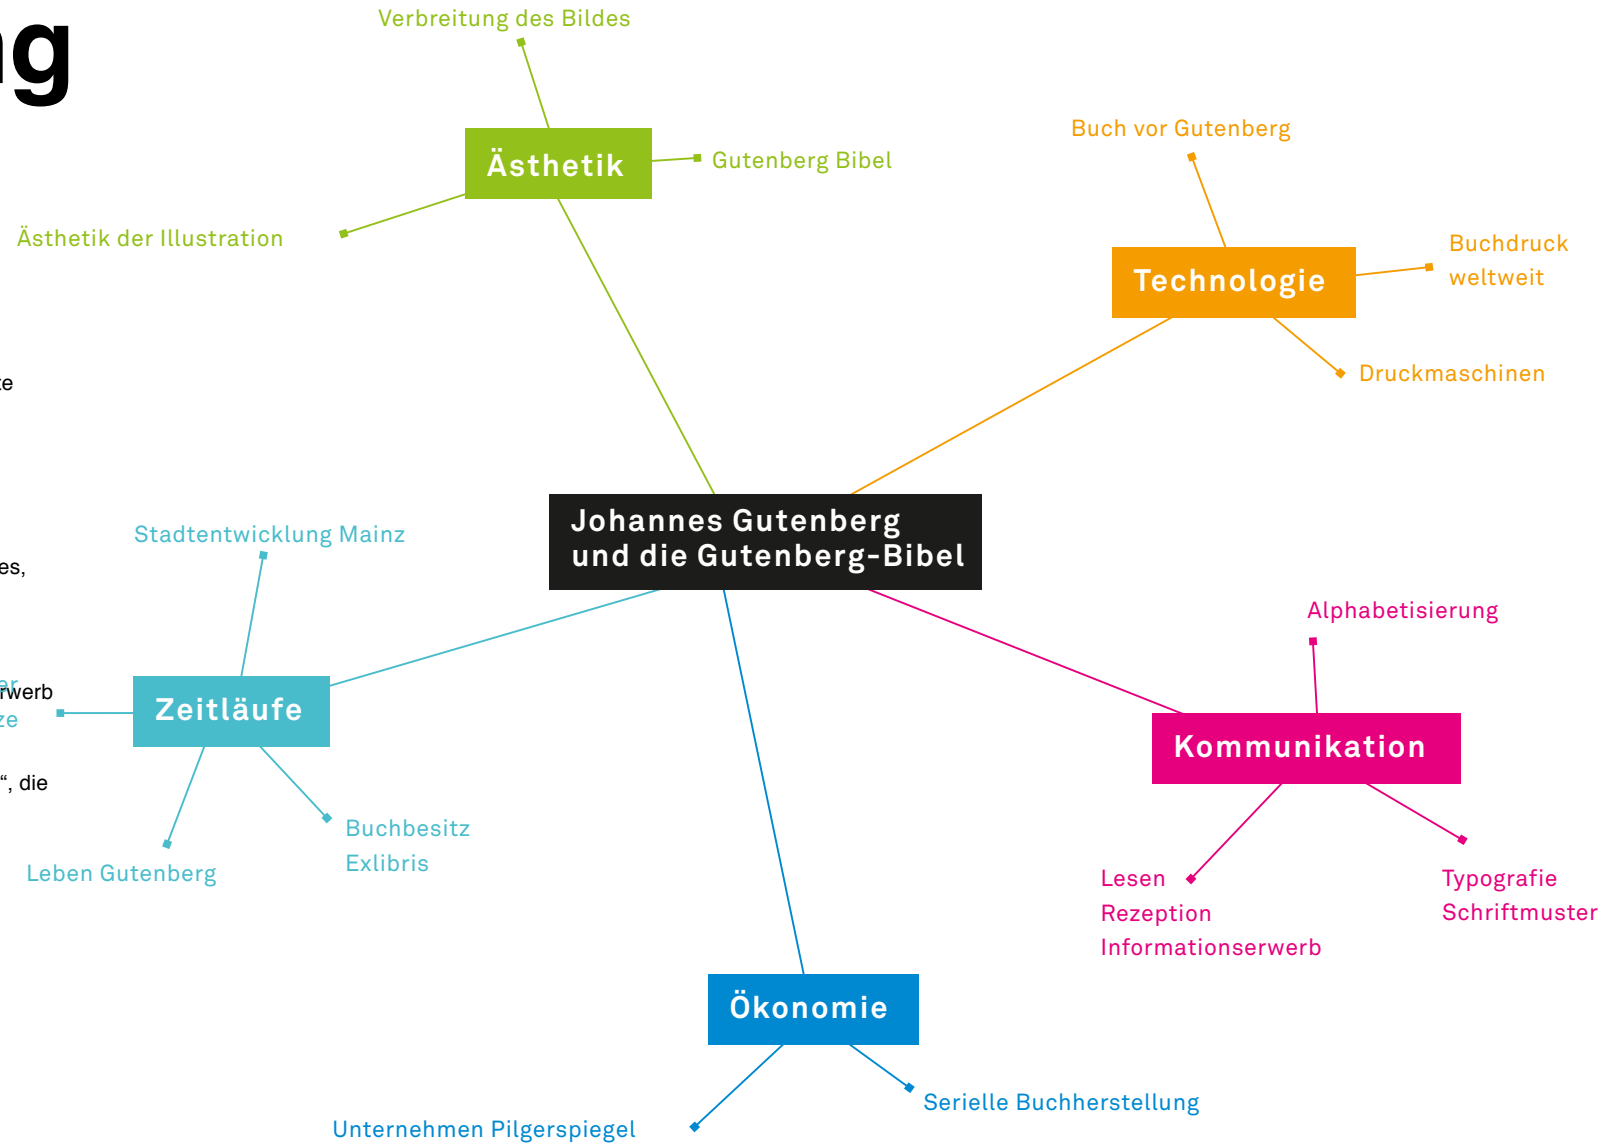 Verbreitung des Bildes
Ästhetik
Gutenberg Bibel
Ästhetik der Illustration
Buch vor Gutenberg
Technologie
Buchdruck
weltweit
Druckmaschinen
Johannes Gutenberg
und die Gutenberg-Bibel
Stadtentwicklung Mainz
Zeitläufe
Leben Gutenberg
Buchbesitz
Exlibris
Alphabetisierung
Kommunikation
Lesen
Rezeption
Informationserwerb
Typografie
Schriftmuster
Ökonomie
Serielle Buchherstellung
Unternehmen Pilgerspiegel
“, die